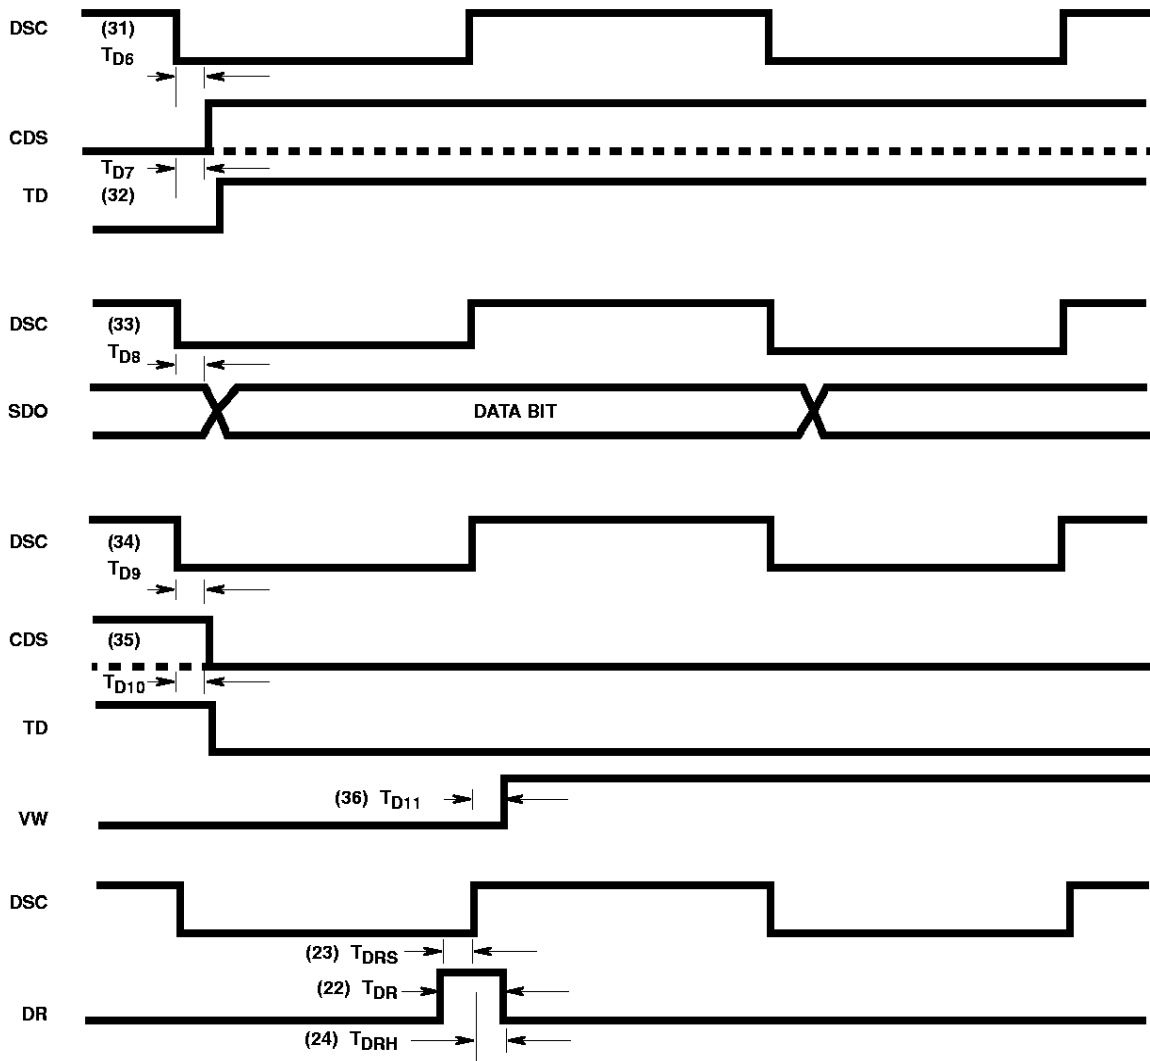 DSC (31)
TD6
CDS
TD7
TD (32)
DSC (33)
TD8
SDO DATA BIT
DSC (34)
TD9
CDS (35)
TD10
TD
(36) TD11
VW
DSC
(23) TDRS
(22) TDR
DR
(24) TDRH